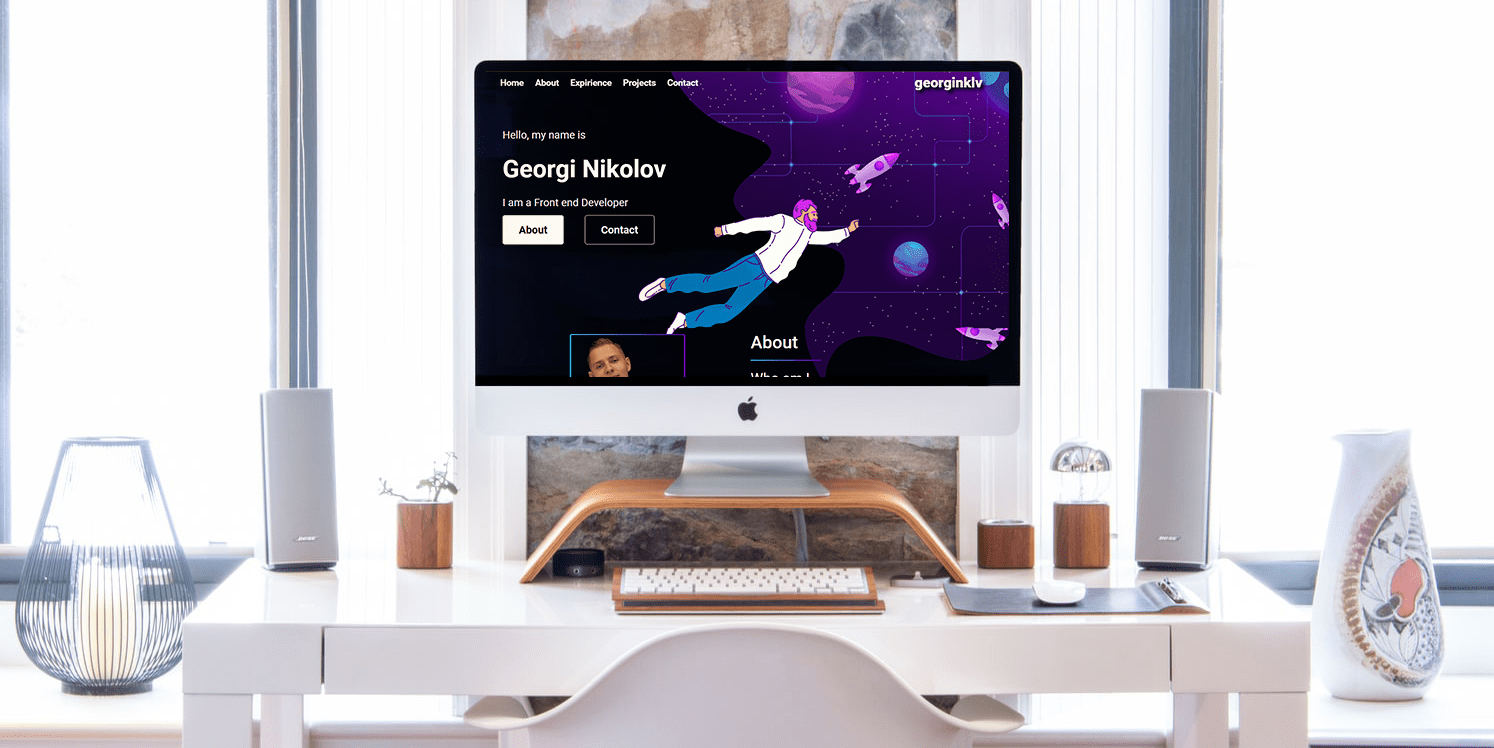 Home About Expirience Projects Contact
georginklv
Hello, my name is
Georgi Nikolov
I am a Front end Developer
About Contact
About
Who am I
BOSE
BOSE